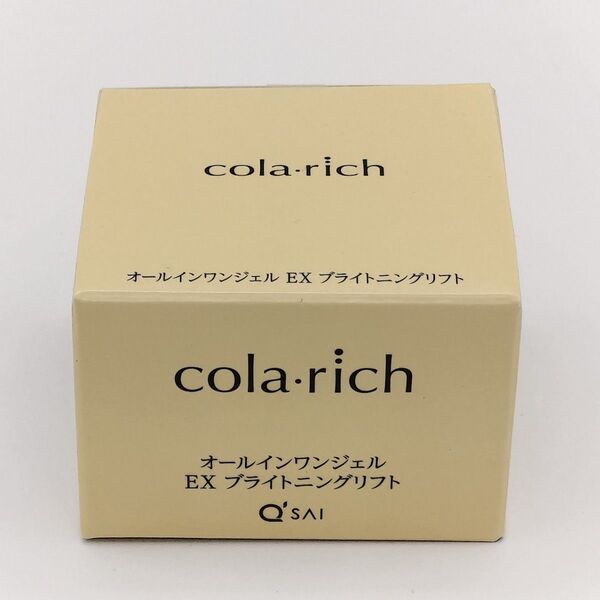 cola·rich
オールインワンジェル EX ブライトニングリフト
cola·rich
オールインワンジェル
EX ブライトニングリフト
Q'SAI